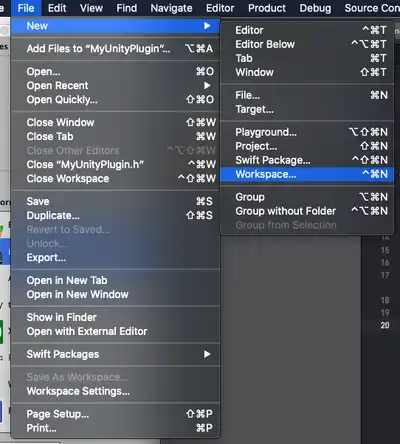 File Edit View Find Navigate Editor Product Debug Source Con
New
Add Files to “MyUnityPlugin”... ⌥⌘A
Open... ⌘O
Open Recent
Open Quickly... ⇧⌘O
Close Window ⇧⌘W
Close Tab ⌘W
Close Other Editors ^⌥⇧⌘W
Close “MyUnityPlugin.h” ^⌘W
Close Workspace ^⇧⌘W
Save ⌘S
Duplicate... ⇧⌘S
Revert to Saved...
Unlock...
Export...
Open in New Tab
Open in New Window
Show in Finder
Open with External Editor
Swift Packages
Save As Workspace...
Workspace Settings...
Page Setup... ⇧⌘P
Print... ⌘P
Editor ^⌘T
Editor Below ^⌥⌘T
Tab ⌘T
Window ⇧⌘T
File... ⌘N
Target...
Playground... ⌥⇧⌘N
Project... ⇧⌘N
Swift Package... ^⇧⌘N
Workspace... ^⌘N
Group ⌥⌘N
Group without Folder ^⌥⌘N
Group from Selection
14
15
16
17
18
19
20